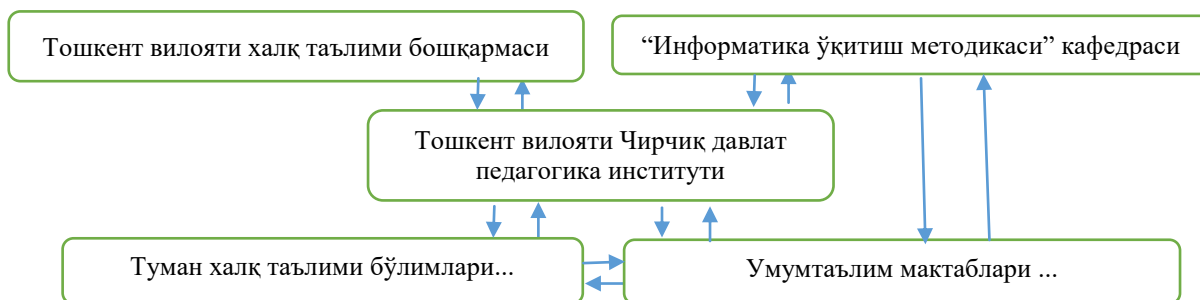 Тошкент вилояти халқ таълими бошқармаси
“Информатика ўқитиш методикаси” кафедраси
Тошкент вилояти Чирчиқ давлат
педагогика институти
Туман халқ таълими бўлимлари...
Умумтаълим мактаблари ...